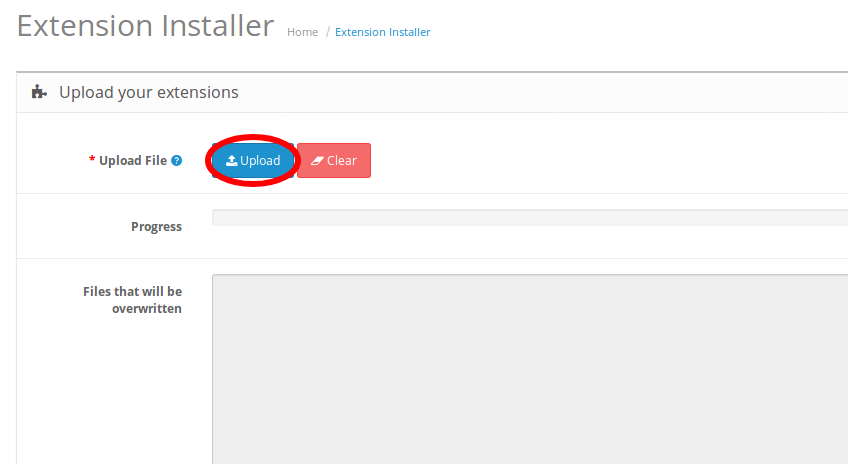 Extension Installer Home / Extension Installer
Upload your extensions
* Upload File ? Upload Clear
Progress
Files that will be
overwritten